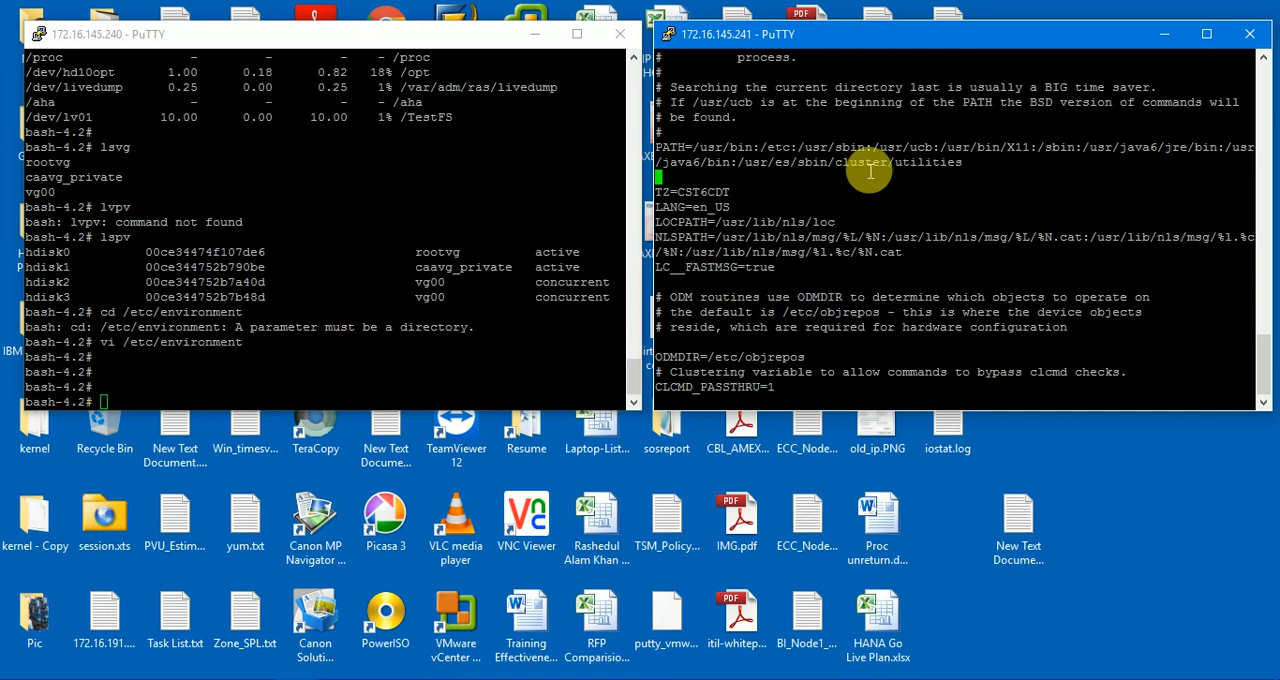 172.16.145.240 - PuTTY
/proc - - - - /proc
/dev/hd10opt 1.00 0.18 0.82 18% /opt
/dev/livedump 0.25 0.00 0.25 1% /var/adm/ras/livedump
/aha - - - - /aha
/dev/lv01 10.00 0.00 10.00 1% /TestFS
bash-4.2#
bash-4.2# lsvg
rootvg
caavg_private
vg00
bash-4.2# lvpv
bash: lvpv: command not found
bash-4.2# lspv
hdisk0 00ce34474f107de6 rootvg active
hdisk1 00ce344752b790be caavg_private active
hdisk2 00ce344752b7a40d vg00 concurrent
hdisk3 00ce344752b7b48d vg00 concurrent
bash-4.2# cd /etc/environment
bash: cd: /etc/environment: A parameter must be a directory.
bash-4.2# vi /etc/environment
bash-4.2#
bash-4.2#
bash-4.2#
bash-4.2#
172.16.145.241 - PuTTY
# process.
#
# Searching the current directory last is usually a BIG time saver.
# If /usr/ucb is at the beginning of the PATH the BSD version of commands will
# be found.
#
PATH=/usr/bin:/etc:/usr/sbin:/usr/ucb:/usr/bin/X11:/sbin:/usr/java6/jre/bin:/usr
/java6/bin:/usr/es/sbin/cluster/utilities
TZ=CST6CDT
LANG=en_US
LOCPATH=/usr/lib/nls/loc
NLSPATH=/usr/lib/nls/msg/%L/%N:/usr/lib/nls/msg/%L/%N.cat:/usr/lib/nls/msg/%l.%c
/%N:/usr/lib/nls/msg/%l.%c/%N.cat
LC__FASTMSG=true
# ODM routines use ODMDIR to determine which objects to operate on
# the default is /etc/objrepos - this is where the device objects
# reside, which are required for hardware configuration
ODMDIR=/etc/objrepos
# Clustering variable to allow commands to bypass clcmd checks.
CLCMD_PASSTHRU=1
PDF
IBM
kernel
Recycle Bin
New Text
Document....
Win_timesv...
TeraCopy
New Text
Docume...
TeamViewer
12
Resume
Laptop-List...
sosreport
CBL_AMEX...
ECC_Node...
old_ip.PNG
iostat.log
kernel - Copy
session.xts
PVU_Estim...
yum.txt
Canon MP
Navigator ...
Picasa 3
VLC media
player
VNC Viewer
Rashedul
Alam Khan ...
TSM_Policy...
PDF
IMG.pdf
ECC_Node...
Proc
unreturn.d...
New Text
Docume...
Pic
172.16.191....
Task List.txt
Zone_SPL.txt
Canon
Soluti...
PowerISO
VMware
vCenter ...
Training
Effectivene...
RFP
Comparision...
putty_vmw...
PDF
itil-whitep...
BI_Node1_...
HANA Go
Live Plan.xlsx